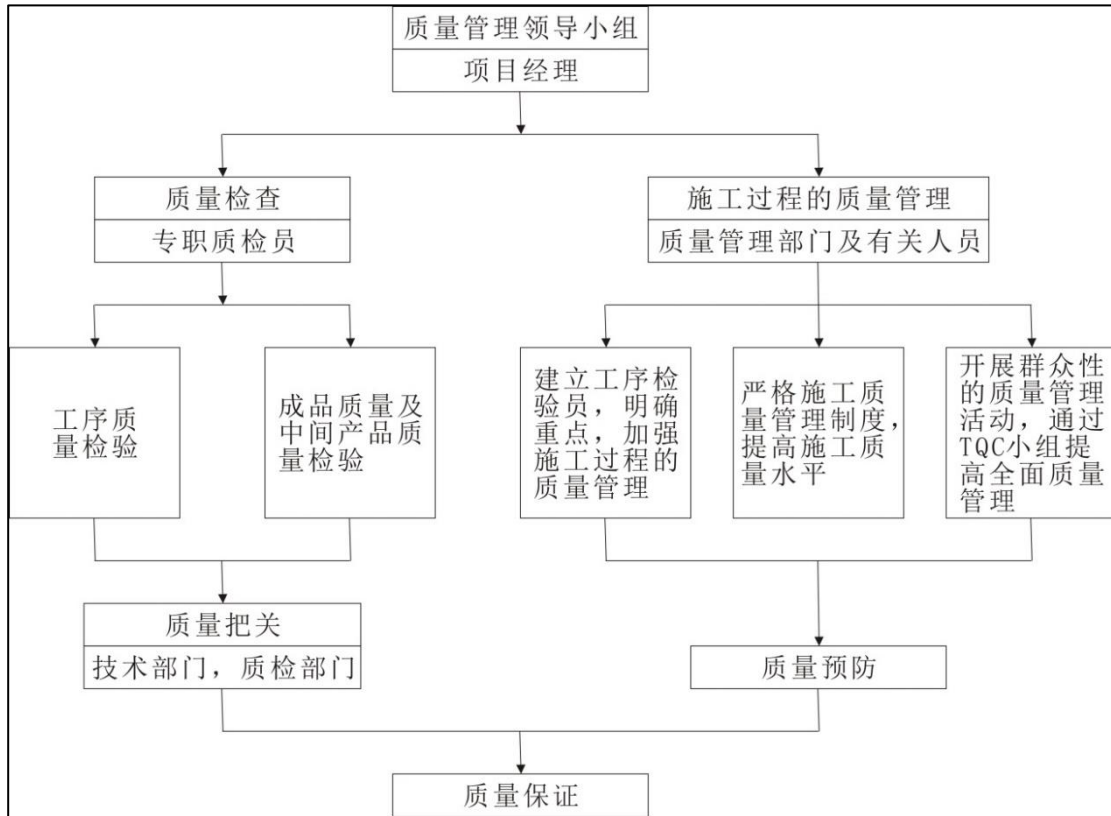 质量管理领导小组
项目经理
质量检查
专职质检员
施工过程的质量管理
质量管理部门及有关人员
工序质
量检验
成品质量及
中间产品质
量检验
建立工序检
验员，明确
重点，加强
施工过程的
质量管理
严格施工质
量管理制度，
提高施工质
量水平
开展群众性
的质量管理
活动，通过
TQC小组提
高全面质量
管理
质量把关
技术部门，质检部门
质量预防
质量保证